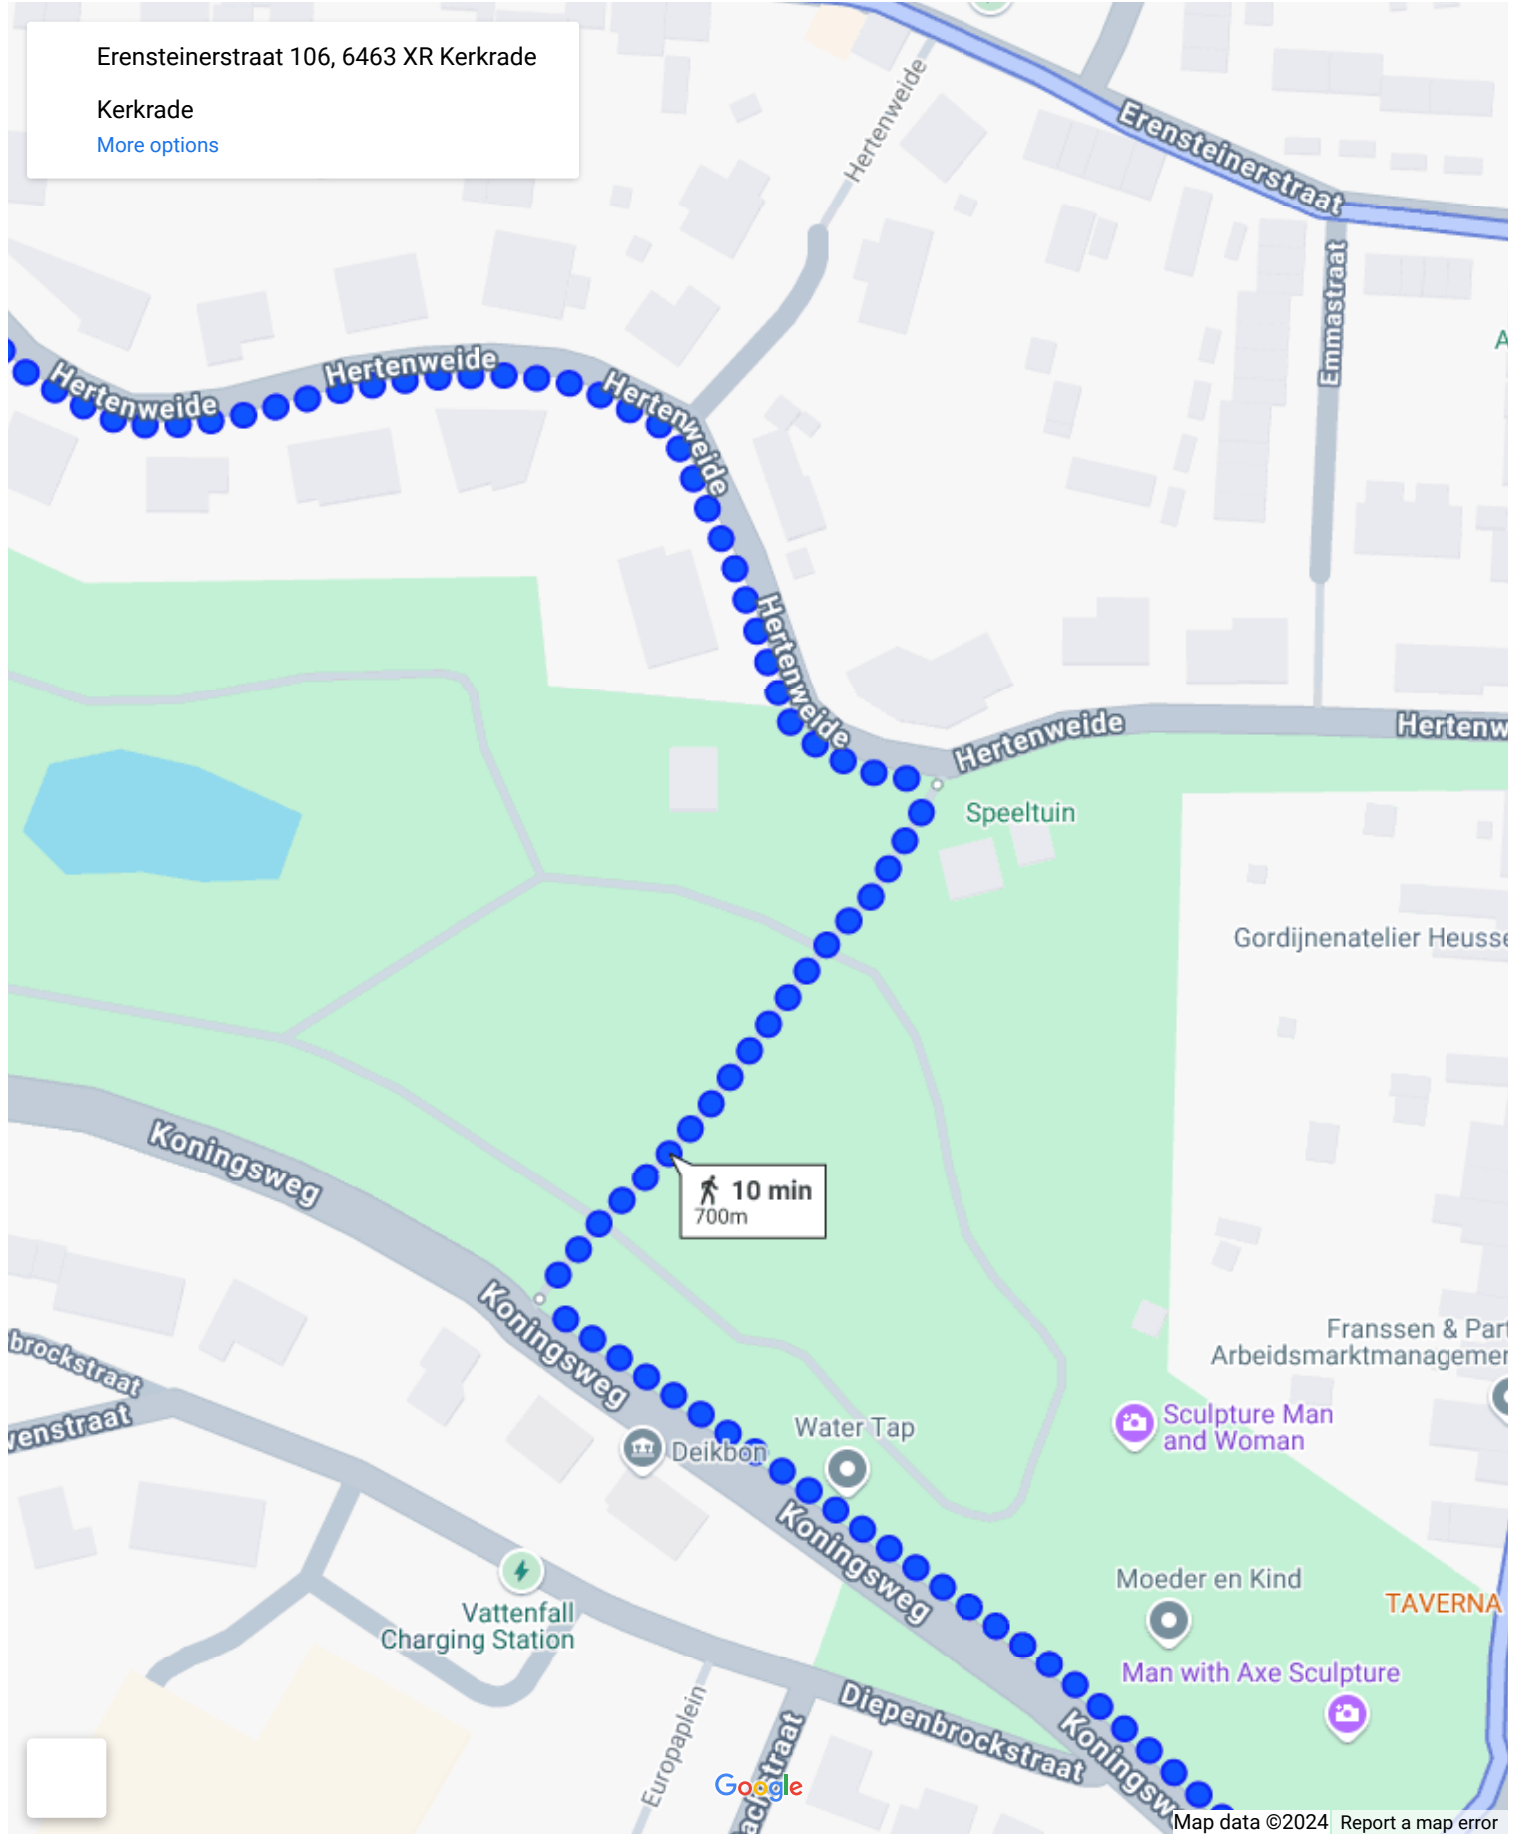 Erensteinerstraat 106, 6463 XR Kerkrade
Kerkrade
More options
Hertenweide
Erensteinerstraat
Emmastraat
A
Hertenweide
Hertenweide
Hertenweide
Hertenweide
Hertenweide
Hertenw
Speeltuin
Gordijnenatelier Heusse
Koningsweg
10 min
700m
Koningsweg
brockstraat
venstraat
Franssen & Part
Arbeidsmarktmanagemen
Sculpture Man
and Woman
Water Tap
Deikbon
Koningsweg
Vattenfall
Charging Station
Moeder en Kind
TAVERNA
Man with Axe Sculpture
Diepenbrockstraat
Koningsw
Europaplein
achstraat
Google
Map data ©2024
Report a map error